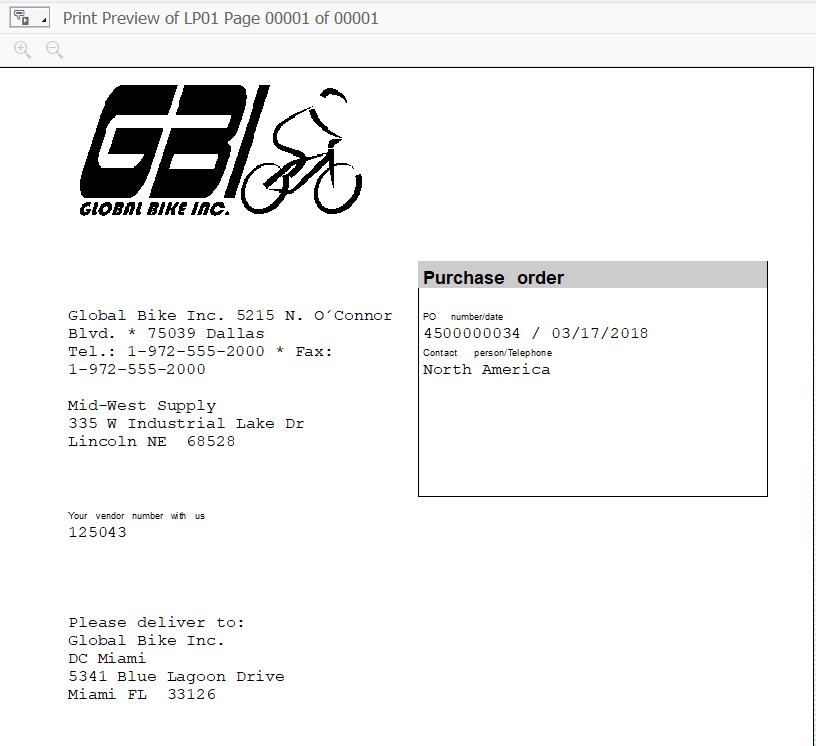 Print Preview of LP01 Page 00001 of 00001
GBI
GLOBAL BIKE INC.
Purchase order
PO number/date
4500000034 / 03/17/2018
Contact person/Telephone
North America
Global Bike Inc. 5215 N. O´Connor
Blvd. * 75039 Dallas
Tel.: 1-972-555-2000 * Fax:
1-972-555-2000
Mid-West Supply
335 W Industrial Lake Dr
Lincoln NE 68528
Your vendor number with us
125043
Please deliver to:
Global Bike Inc.
DC Miami
5341 Blue Lagoon Drive
Miami FL 33126